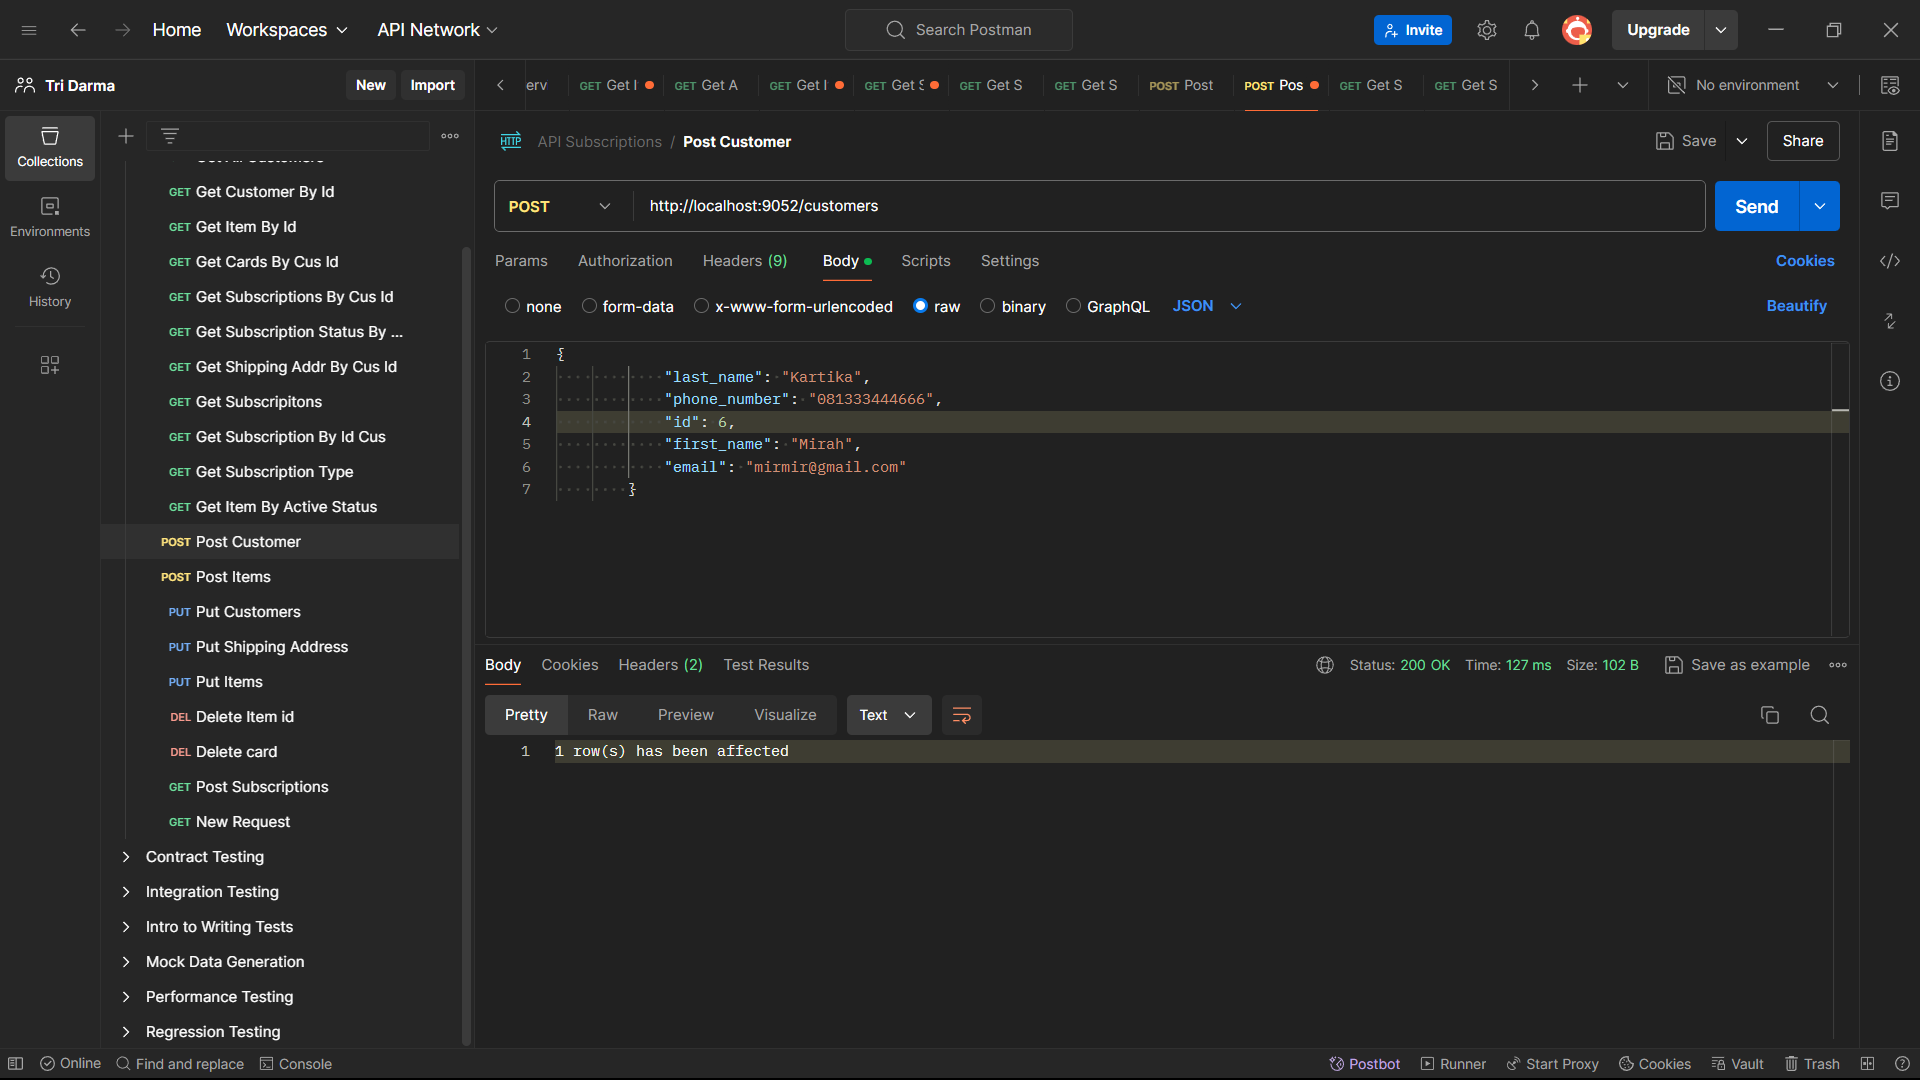 Home Workspaces API Network Search Postman Invite Upgrade
Tri Darma New Import erv GET Get I GET Get A GET Get I GET Get S GET Get S GET Get S POST Post POST Pos GET Get S GET Get S No environment
Collections
Environments
History
Get Customers
GET Get Customer By Id
GET Get Item By Id
GET Get Cards By Cus Id
GET Get Subscriptions By Cus Id
GET Get Subscription Status By ...
GET Get Shipping Addr By Cus Id
GET Get Subscripitons
GET Get Subscription By Id Cus
GET Get Subscription Type
GET Get Item By Active Status
POST Post Customer
POST Post Items
PUT Put Customers
PUT Put Shipping Address
PUT Put Items
DEL Delete Item id
DEL Delete card
GET Post Subscriptions
GET New Request
Contract Testing
Integration Testing
Intro to Writing Tests
Mock Data Generation
Performance Testing
Regression Testing
HTTP API Subscriptions / Post Customer Save Share
POST http://localhost:9052/customers Send
Params Authorization Headers (9) Body Scripts Settings Cookies
none form-data x-www-form-urlencoded raw binary GraphQL JSON Beautify
1 {
2 "last_name": "Kartika",
3 "phone_number": "081333444666",
4 "id": 6,
5 "first_name": "Mirah",
6 "email": "mirmir@gmail.com"
7 }
Body Cookies Headers (2) Test Results Status: 200 OK Time: 127 ms Size: 102 B Save as example
Pretty Raw Preview Visualize Text
1 1 row(s) has been affected
Online Find and replace Console Postbot Runner Start Proxy Cookies Vault Trash